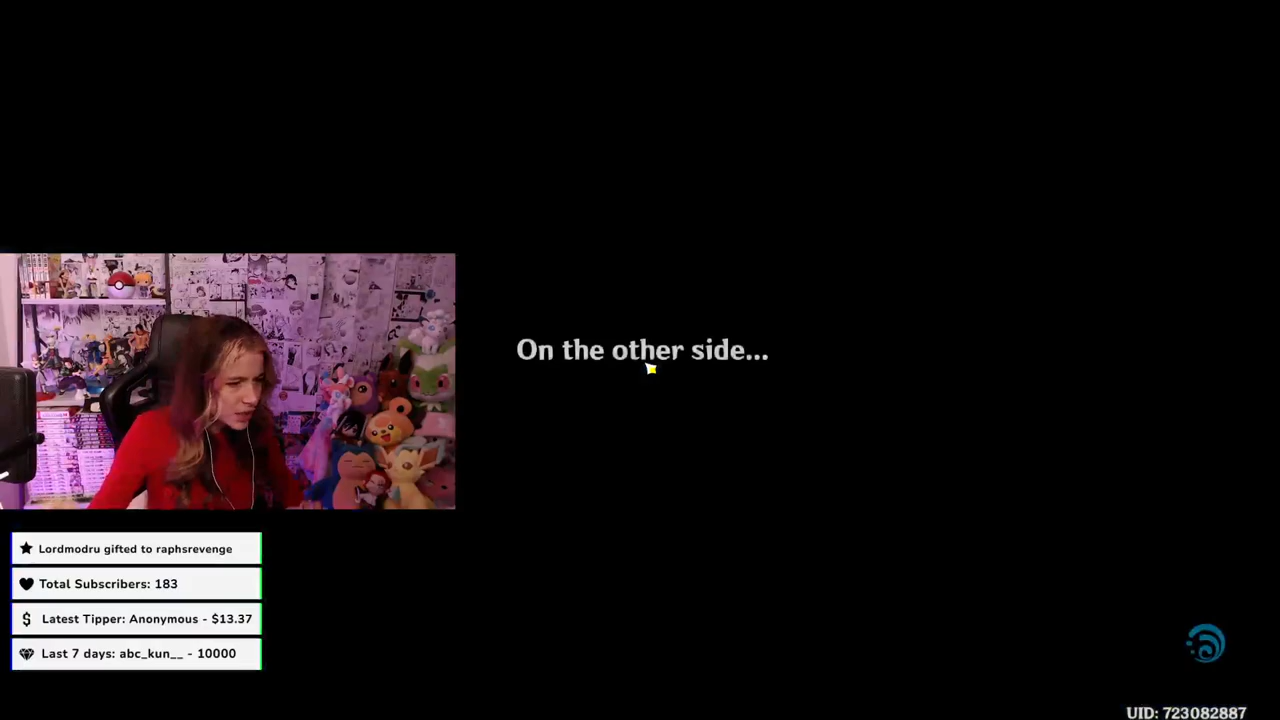 On the other side...
Lordmodru gifted to raphsrevenge
Total Subscribers: 183
Latest Tipper: Anonymous - $13.37
Last 7 days: abc_kun__ - 10000
UID: 723082887